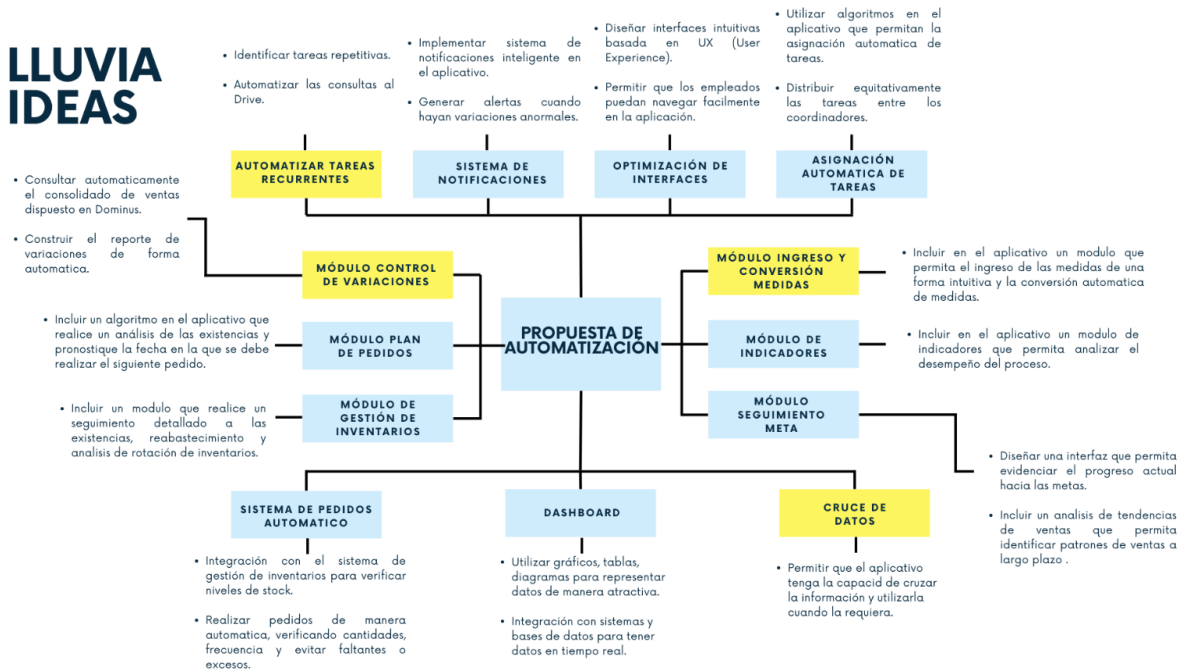 LLUVIA
IDEAS
• Identificar tareas repetitivas.
• Automatizar las consultas al
Drive.
• Implementar sistema de
notificaciones inteligente en
el aplicativo.
• Generar alertas cuando
hayan variaciones anormales.
• Diseñar interfaces intuitivas
basada en UX (User
Experience).
• Permitir que los empleados
puedan navegar facilmente
en la aplicación.
• Utilizar algoritmos en el
aplicativo que permitan la
asignación automatica de
tareas.
• Distribuir equitativamente
las tareas entre los
coordinadores.
AUTOMATIZAR TAREAS
RECURRENTES
SISTEMA DE
NOTIFICACIONES
OPTIMIZACIÓN DE
INTERFACES
ASIGNACIÓN
AUTOMATICA DE
TAREAS
• Consultar automaticamente
el consolidado de ventas
dispuesto en Dominus.
• Construir el reporte de
variaciones de forma
automatica.
MÓDULO CONTROL
DE VARIACIONES
MÓDULO INGRESO Y
CONVERSIÓN
MEDIDAS
• Incluir en el aplicativo un modulo que
permita el ingreso de las medidas de una
forma intuitiva y la conversión automatica
de medidas.
• Incluir un algoritmo en el aplicativo que
realice un análisis de las existencias y
pronostique la fecha en la que se debe
realizar el siguiente pedido.
MÓDULO PLAN
DE PEDIDOS
PROPUESTA DE
AUTOMATIZACIÓN
MÓDULO DE
INDICADORES
• Incluir en el aplicativo un modulo de
indicadores que permita analizar el
desempeño del proceso.
• Incluir un modulo que realice un
seguimiento detallado a las
existencias, reabastecimiento y
analisis de rotación de inventarios.
MÓDULO DE
GESTIÓN DE
INVENTARIOS
MÓDULO
SEGUIMIENTO
META
• Diseñar una interfaz que permita
evidenciar el progreso actual
hacia las metas.
• Incluir un analisis de tendencias
de ventas que permita
identificar patrones de ventas a
largo plazo .
SISTEMA DE PEDIDOS
AUTOMATICO
DASHBOARD
CRUCE DE
DATOS
• Integración con el sistema de
gestión de inventarios para verificar
niveles de stock.
• Realizar pedidos de manera
automatica, verificando cantidades,
frecuencia y evitar faltantes o
excesos.
• Utilizar gráficos, tablas,
diagramas para representar
datos de manera atractiva.
• Integración con sistemas y
bases de datos para tener
datos en tiempo real.
• Permitir que el aplicativo
tenga la capacid de cruzar
la información y utilizarla
cuando la requiera.